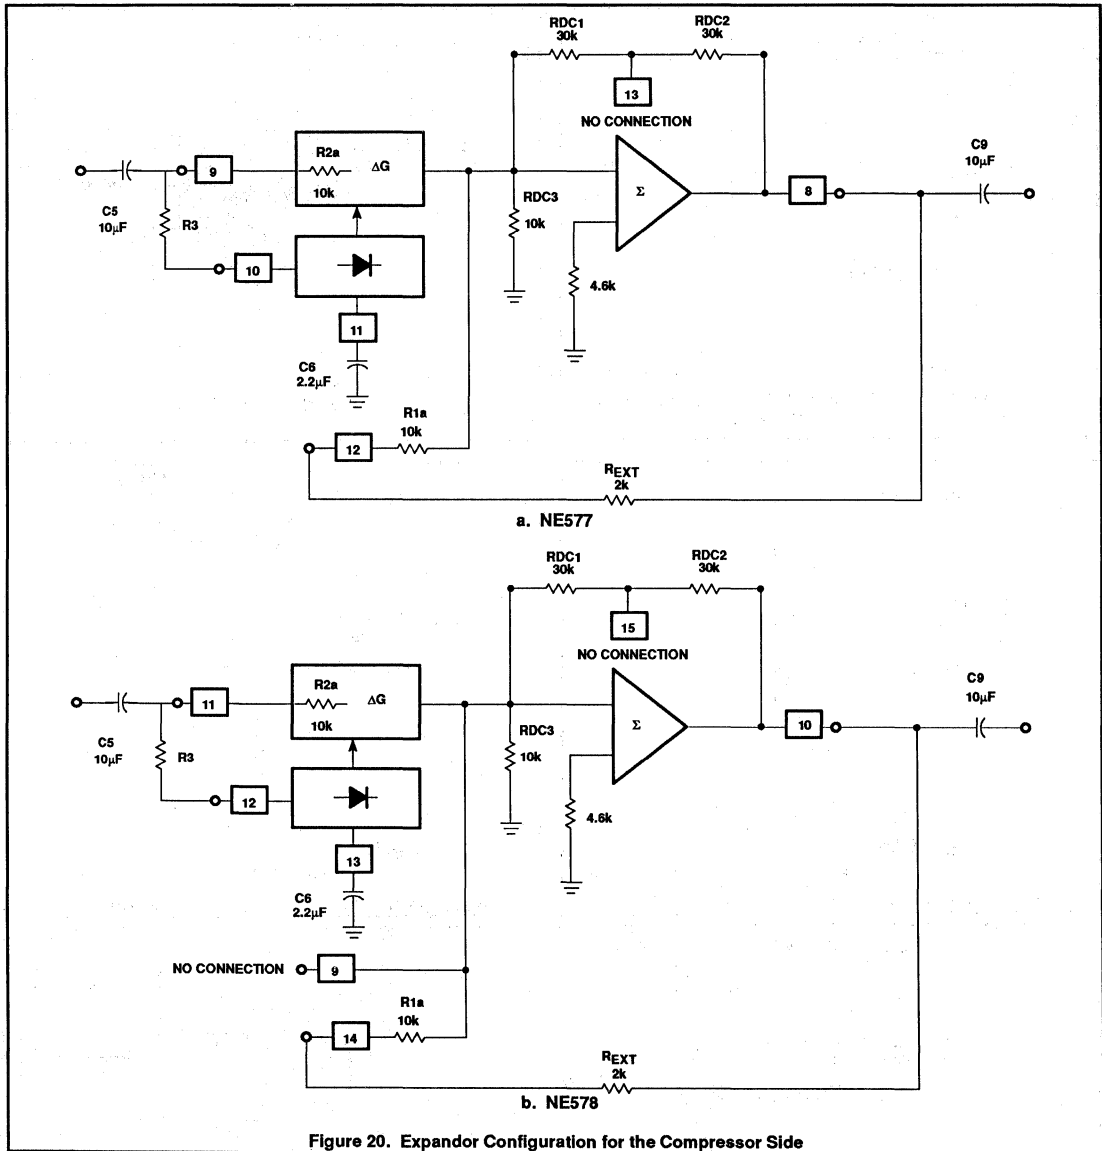 RDC1
30k
RDC2
30k
13
NO CONNECTION
C9
10µF
R2a
ΔG
10k
9
Σ
8
C5
10µF
R3
RDC3
10k
10
4.6k
11
C6
2.2µF
R1a
10k
12
REXT
2k
a. NE577
RDC1
30k
RDC2
30k
15
NO CONNECTION
C9
10µF
R2a
ΔG
10k
11
Σ
10
C5
10µF
R3
RDC3
10k
12
4.6k
13
C6
2.2µF
NO CONNECTION
9
R1a
10k
14
REXT
2k
b. NE578
Figure 20. Expandor Configuration for the Compressor Side